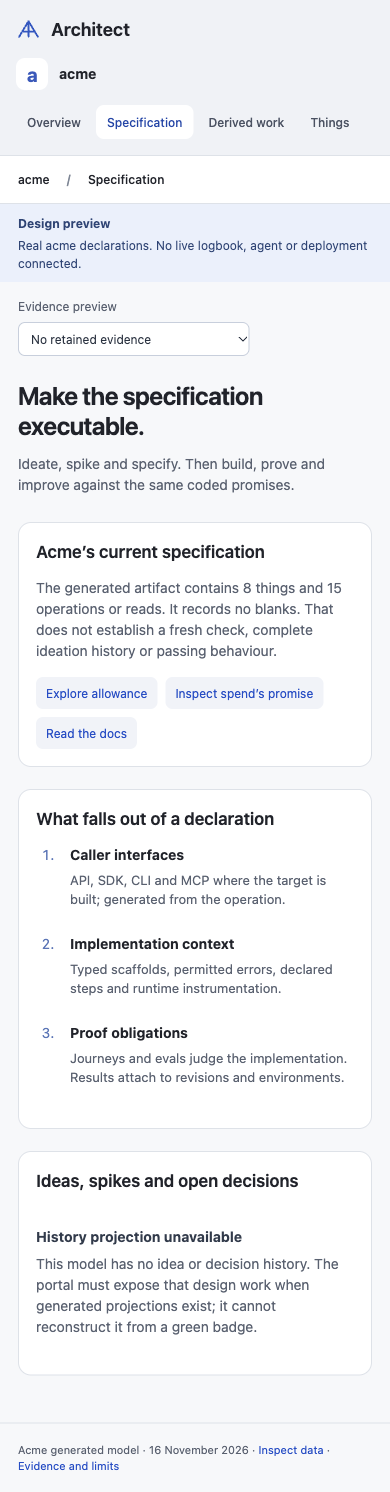 Architect
a acme
Overview Specification Derived work Things
acme / Specification
Design preview
Real acme declarations. No live logbook, agent or deployment
connected.
Evidence preview
No retained evidence
Make the specification
executable.
Ideate, spike and specify. Then build, prove and
improve against the same coded promises.
Acme’s current specification
The generated artifact contains 8 things and 15
operations or reads. It records no blanks. That
does not establish a fresh check, complete
ideation history or passing behaviour.
Explore allowance Inspect spend’s promise
Read the docs
What falls out of a declaration
1. Caller interfaces
API, SDK, CLI and MCP where the target is
built; generated from the operation.
2. Implementation context
Typed scaffolds, permitted errors, declared
steps and runtime instrumentation.
3. Proof obligations
Journeys and evals judge the implementation.
Results attach to revisions and environments.
Ideas, spikes and open decisions
History projection unavailable
This model has no idea or decision history. The
portal must expose that design work when
generated projections exist; it cannot
reconstruct it from a green badge.
Acme generated model · 16 November 2026 · Inspect data ·
Evidence and limits